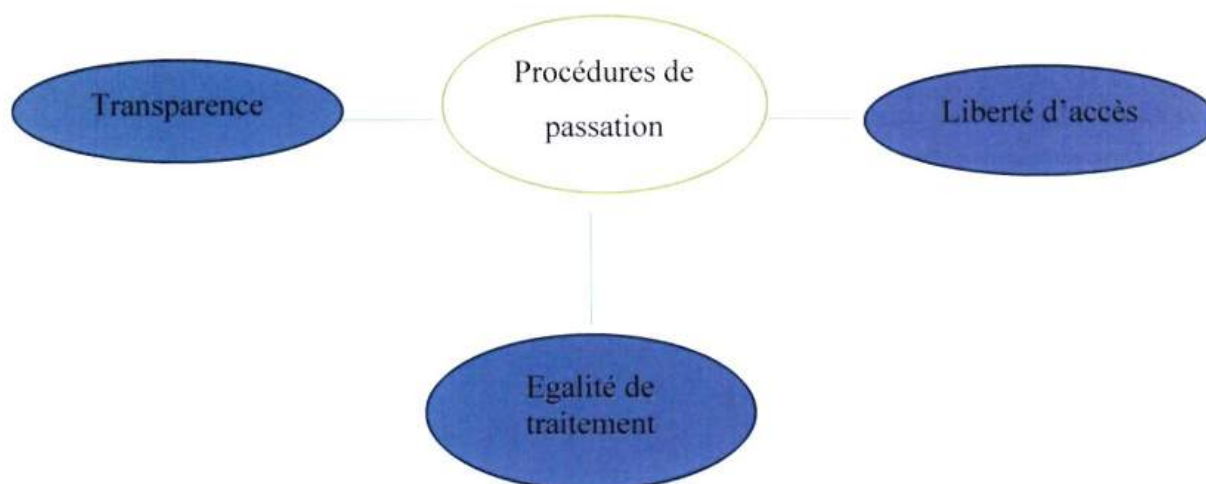 Procédures de
passation
Transparence
Liberté d'accès
Egalité de
traitement